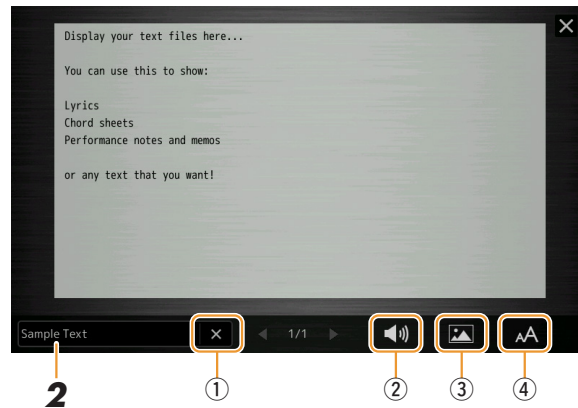 Display your text files here...
You can use this to show:
Lyrics
Chord sheets
Performance notes and memos
or any text that you want!
Sample Text
1/1
AA
2
①
②
③
④